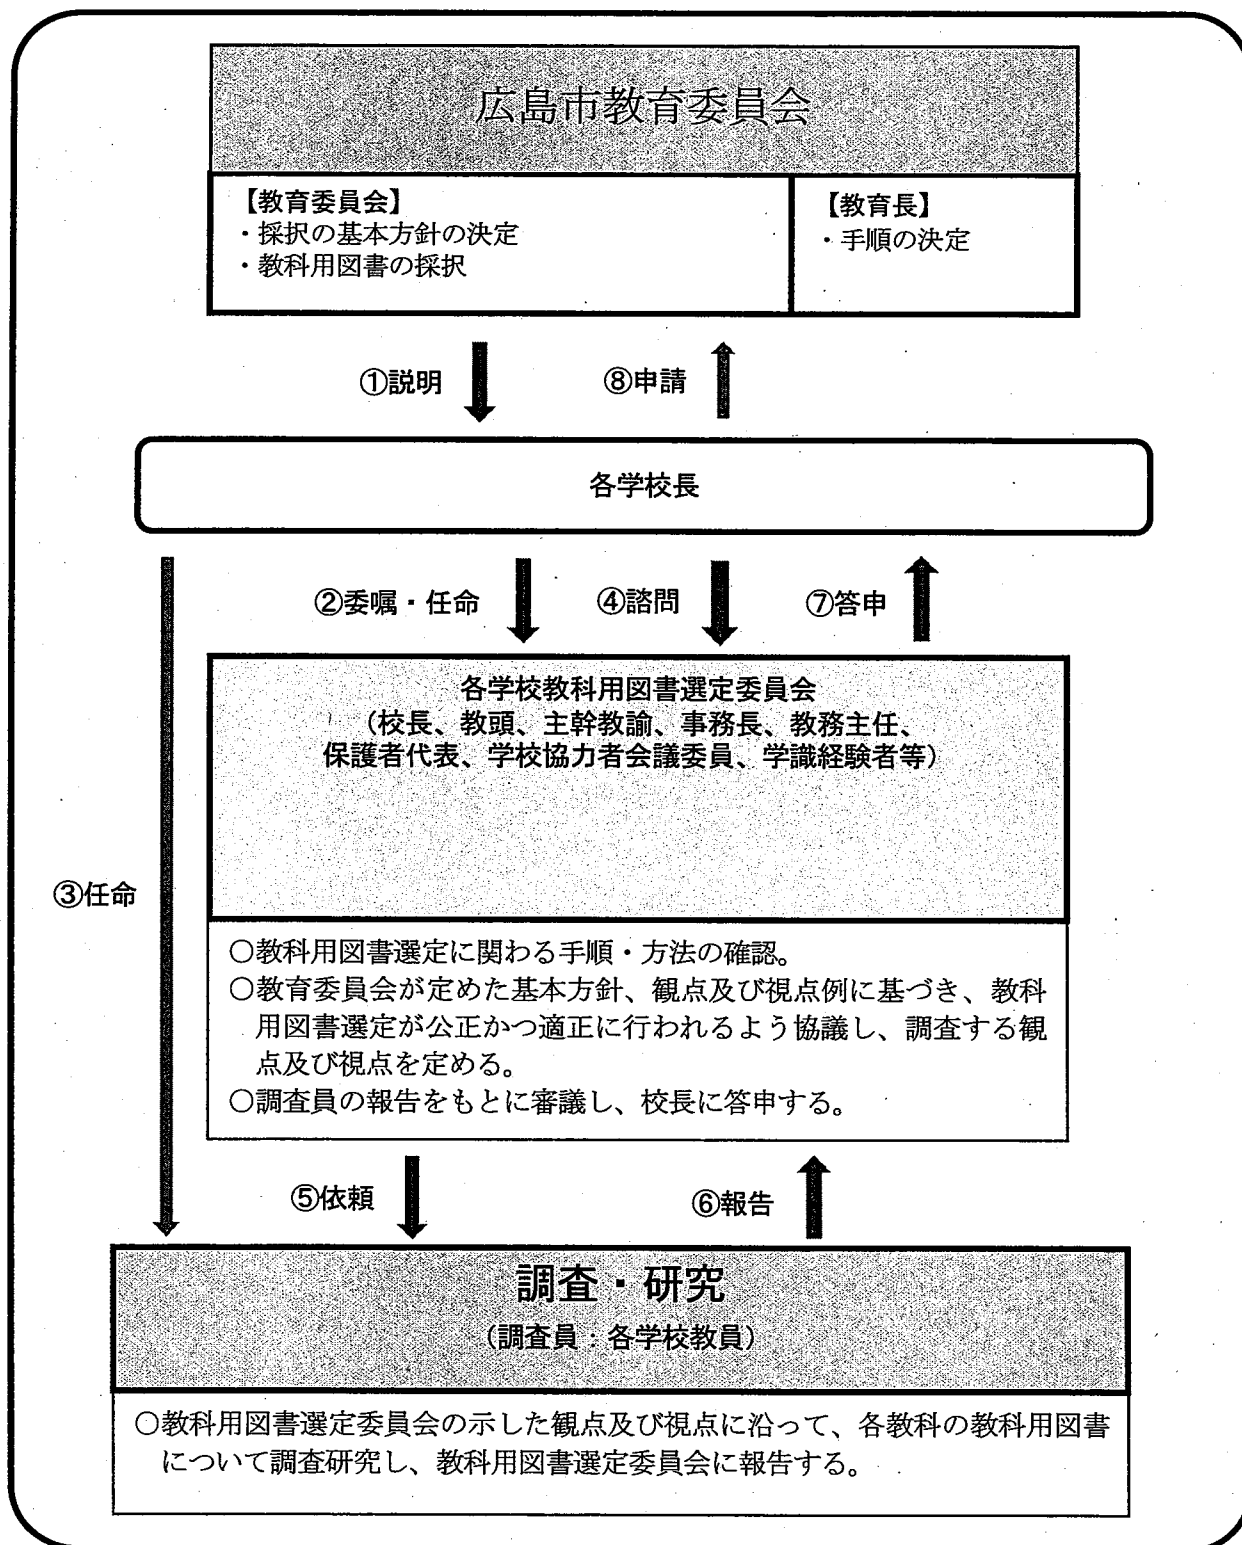 広島市教育委員会
【教育委員会】
・採択の基本方針の決定
・教科用図書の採択
【教育長】
・手順の決定
①説明
⑧申請
各学校長
②委嘱・任命
④諮問
⑦答申
各学校教科用図書選定委員会
（校長、教頭、主幹教諭、事務長、教務主任、
保護者代表、学校協力者会議委員、学識経験者等）
③任命
○教科用図書選定に関わる手順・方法の確認。
○教育委員会が定めた基本方針、観点及び視点例に基づき、教科
用図書選定が公正かつ適正に行われるよう協議し、調査する観
点及び視点を定める。
○調査員の報告をもとに審議し、校長に答申する。
⑤依頼
⑥報告
調査・研究
（調査員：各学校教員）
○教科用図書選定委員会の示した観点及び視点に沿って、各教科の教科用図書
について調査研究し、教科用図書選定委員会に報告する。